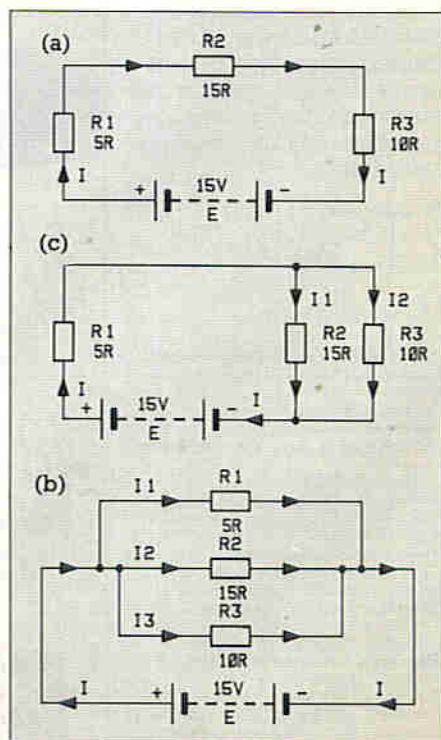 (a)
R2
15R
R1
5R
R3
10R
I
+
15V
-
I
E
(c)
I1
I2
R1
5R
R2
15R
R3
10R
I
+
15V
-
I
E
(b)
I1
R1
5R
I2
R2
15R
I3
R3
10R
I
+
15V
-
I
E